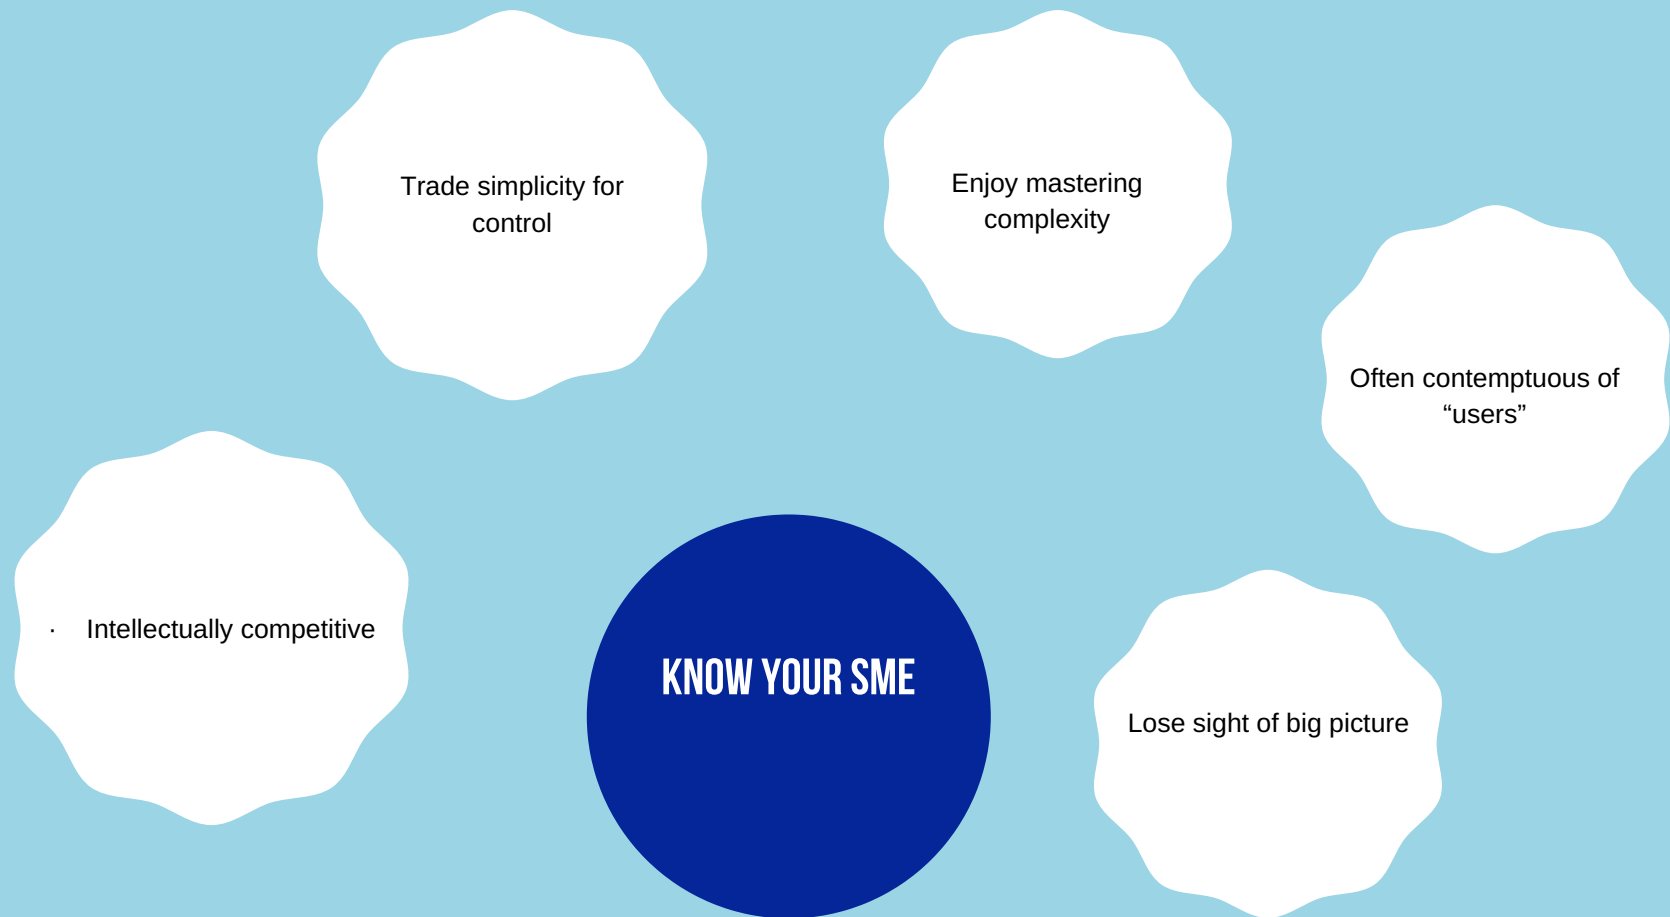 Trade simplicity for
control
Enjoy mastering
complexity
Often contemptuous of
“users”
· Intellectually competitive
KNOW YOUR SME
Lose sight of big picture